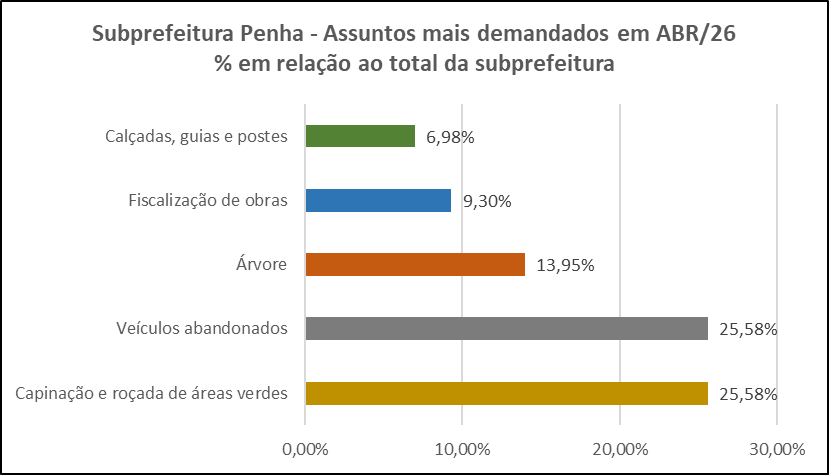 Subprefeitura Penha - Assuntos mais demandados em ABR/26
% em relação ao total da subprefeitura
Calçadas, guias e postes 6,98%
Fiscalização de obras 9,30%
Árvore 13,95%
Veículos abandonados 25,58%
Capinação e roçada de áreas verdes 25,58%
0,00% 10,00% 20,00% 30,00%